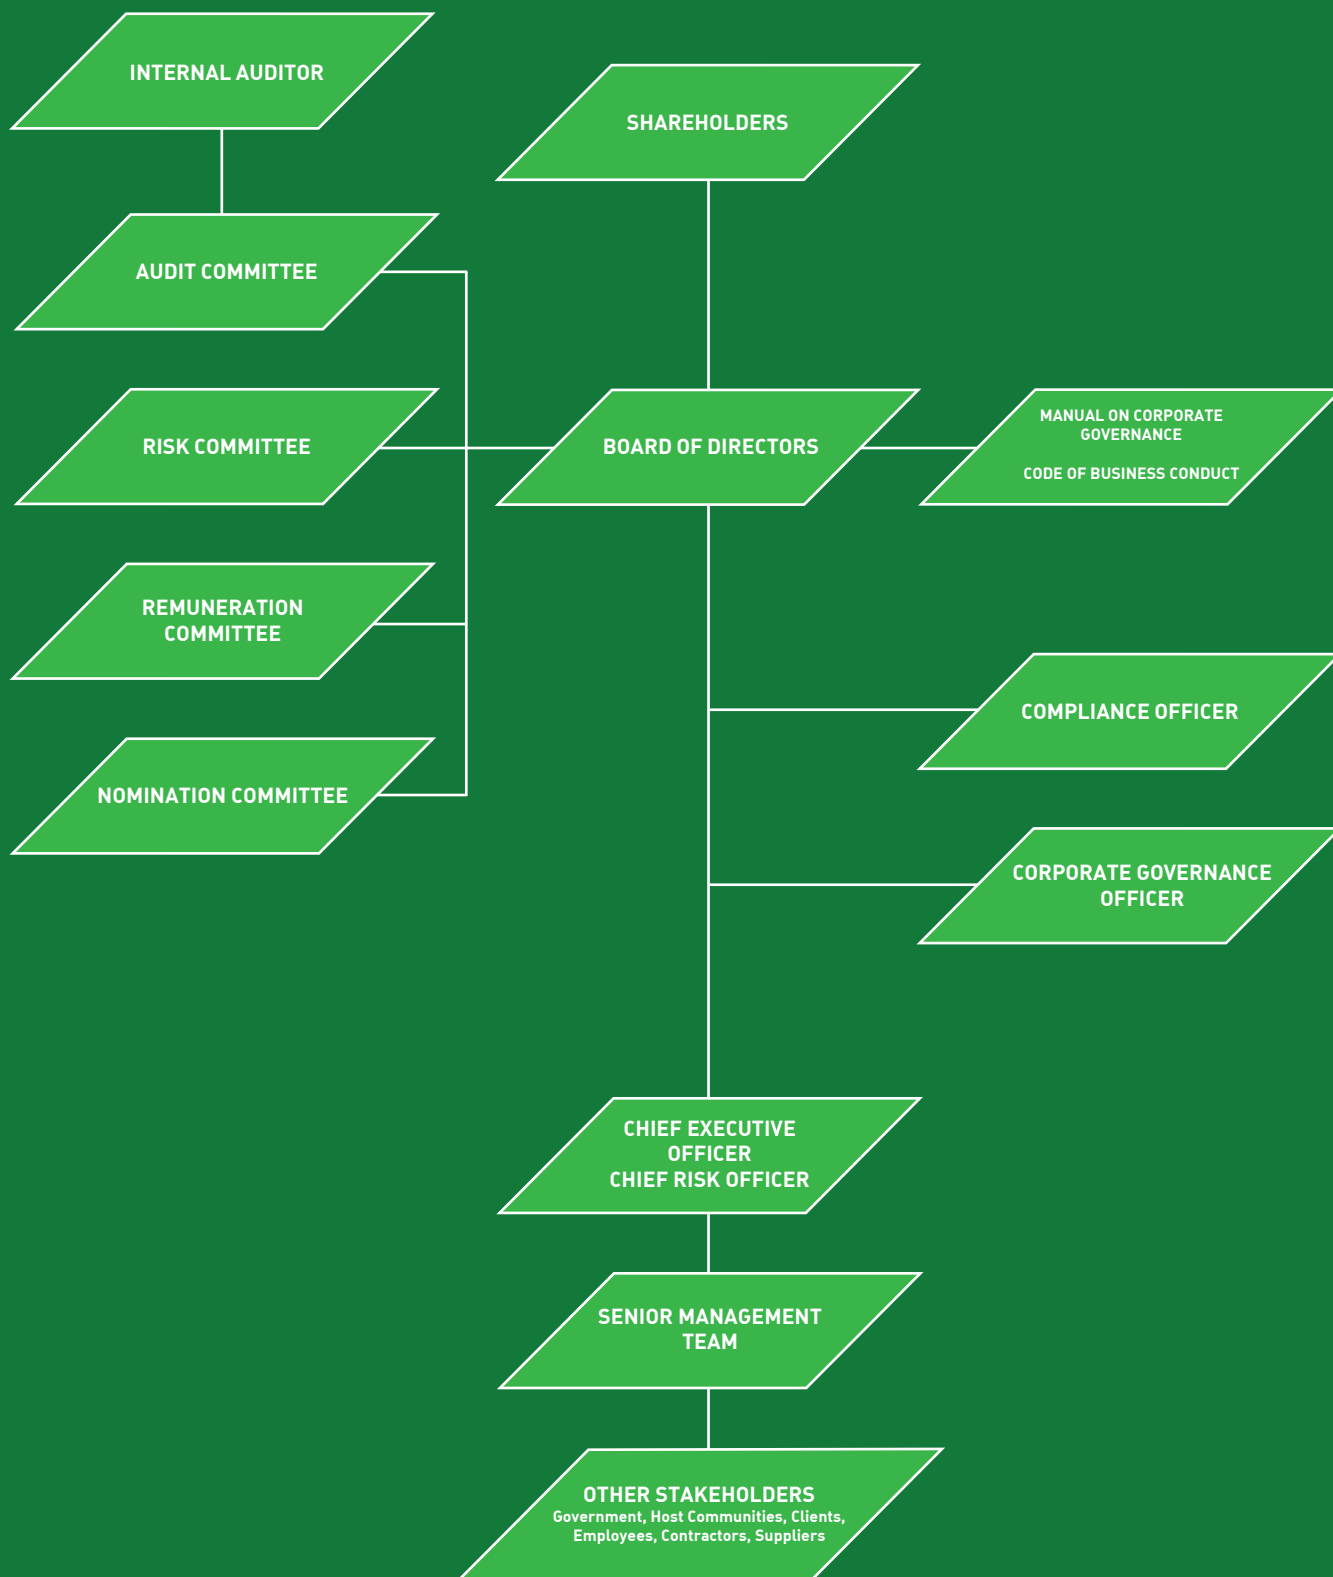 INTERNAL AUDITOR
SHAREHOLDERS
AUDIT COMMITTEE
RISK COMMITTEE
BOARD OF DIRECTORS
MANUAL ON CORPORATE
GOVERNANCE
CODE OF BUSINESS CONDUCT
REMUNERATION
COMMITTEE
COMPLIANCE OFFICER
NOMINATION COMMITTEE
CORPORATE GOVERNANCE
OFFICER
CHIEF EXECUTIVE
OFFICER
CHIEF RISK OFFICER
SENIOR MANAGEMENT
TEAM
OTHER STAKEHOLDERS
Government, Host Communities, Clients,
Employees, Contractors, Suppliers